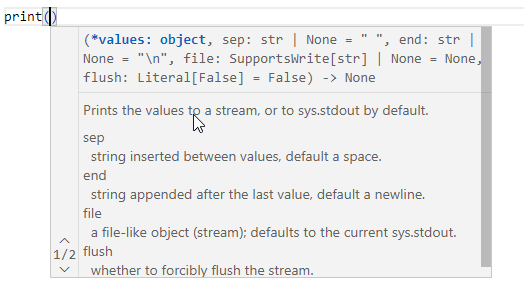 print()
(*values: object, sep: str | None = " ", end: str |
None = "\n", file: SupportsWrite[str] | None = None,
flush: Literal[False] = False) -> None
Prints the values to a stream, or to sys.stdout by default.
sep
string inserted between values, default a space.
end
string appended after the last value, default a newline.
file
a file-like object (stream); defaults to the current sys.stdout.
1/2
flush
whether to forcibly flush the stream.